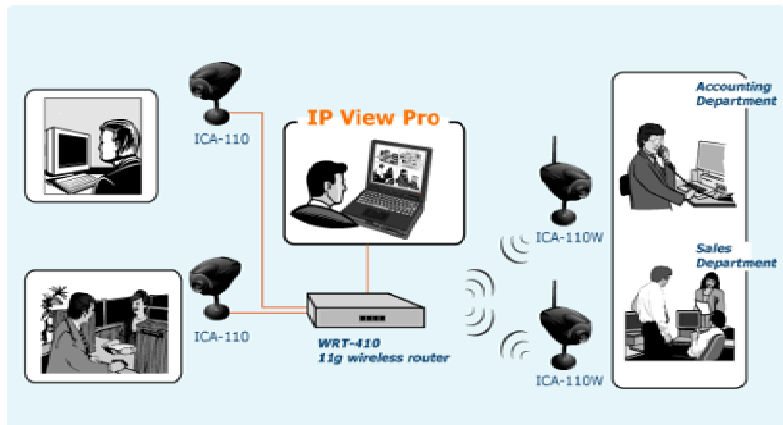 Accounting
Department
IP View Pro
ICA-110
ICA-110W
Sales
Department
ICA-110
WRT-410
11g wireless router
ICA-110W